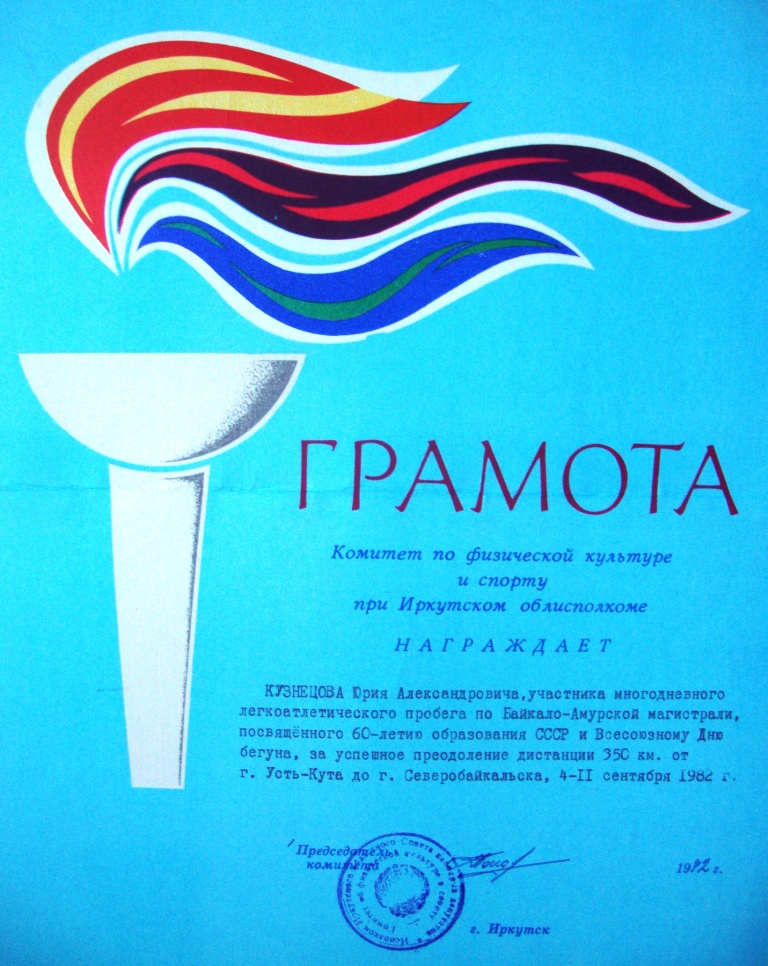 ГРАМОТА
Комитет по физической культуре
и спорту
при Иркутском облисполкоме
НАГРАЖДАЕТ
КУЗНЕЦОВА Юрия Александровича, участника многодневного
легкоатлетического пробега по Байкало-Амурской магистрали,
посвящённого 60-летию образования СССР и Всесоюзному Дню
бегуна, за успешное преодоление дистанции 350 км. от
г. Усть-Кута до г. Северобайкальска, 4-II сентября 1982 г.
Председатель
комитета
1982 г.
г. Иркутск